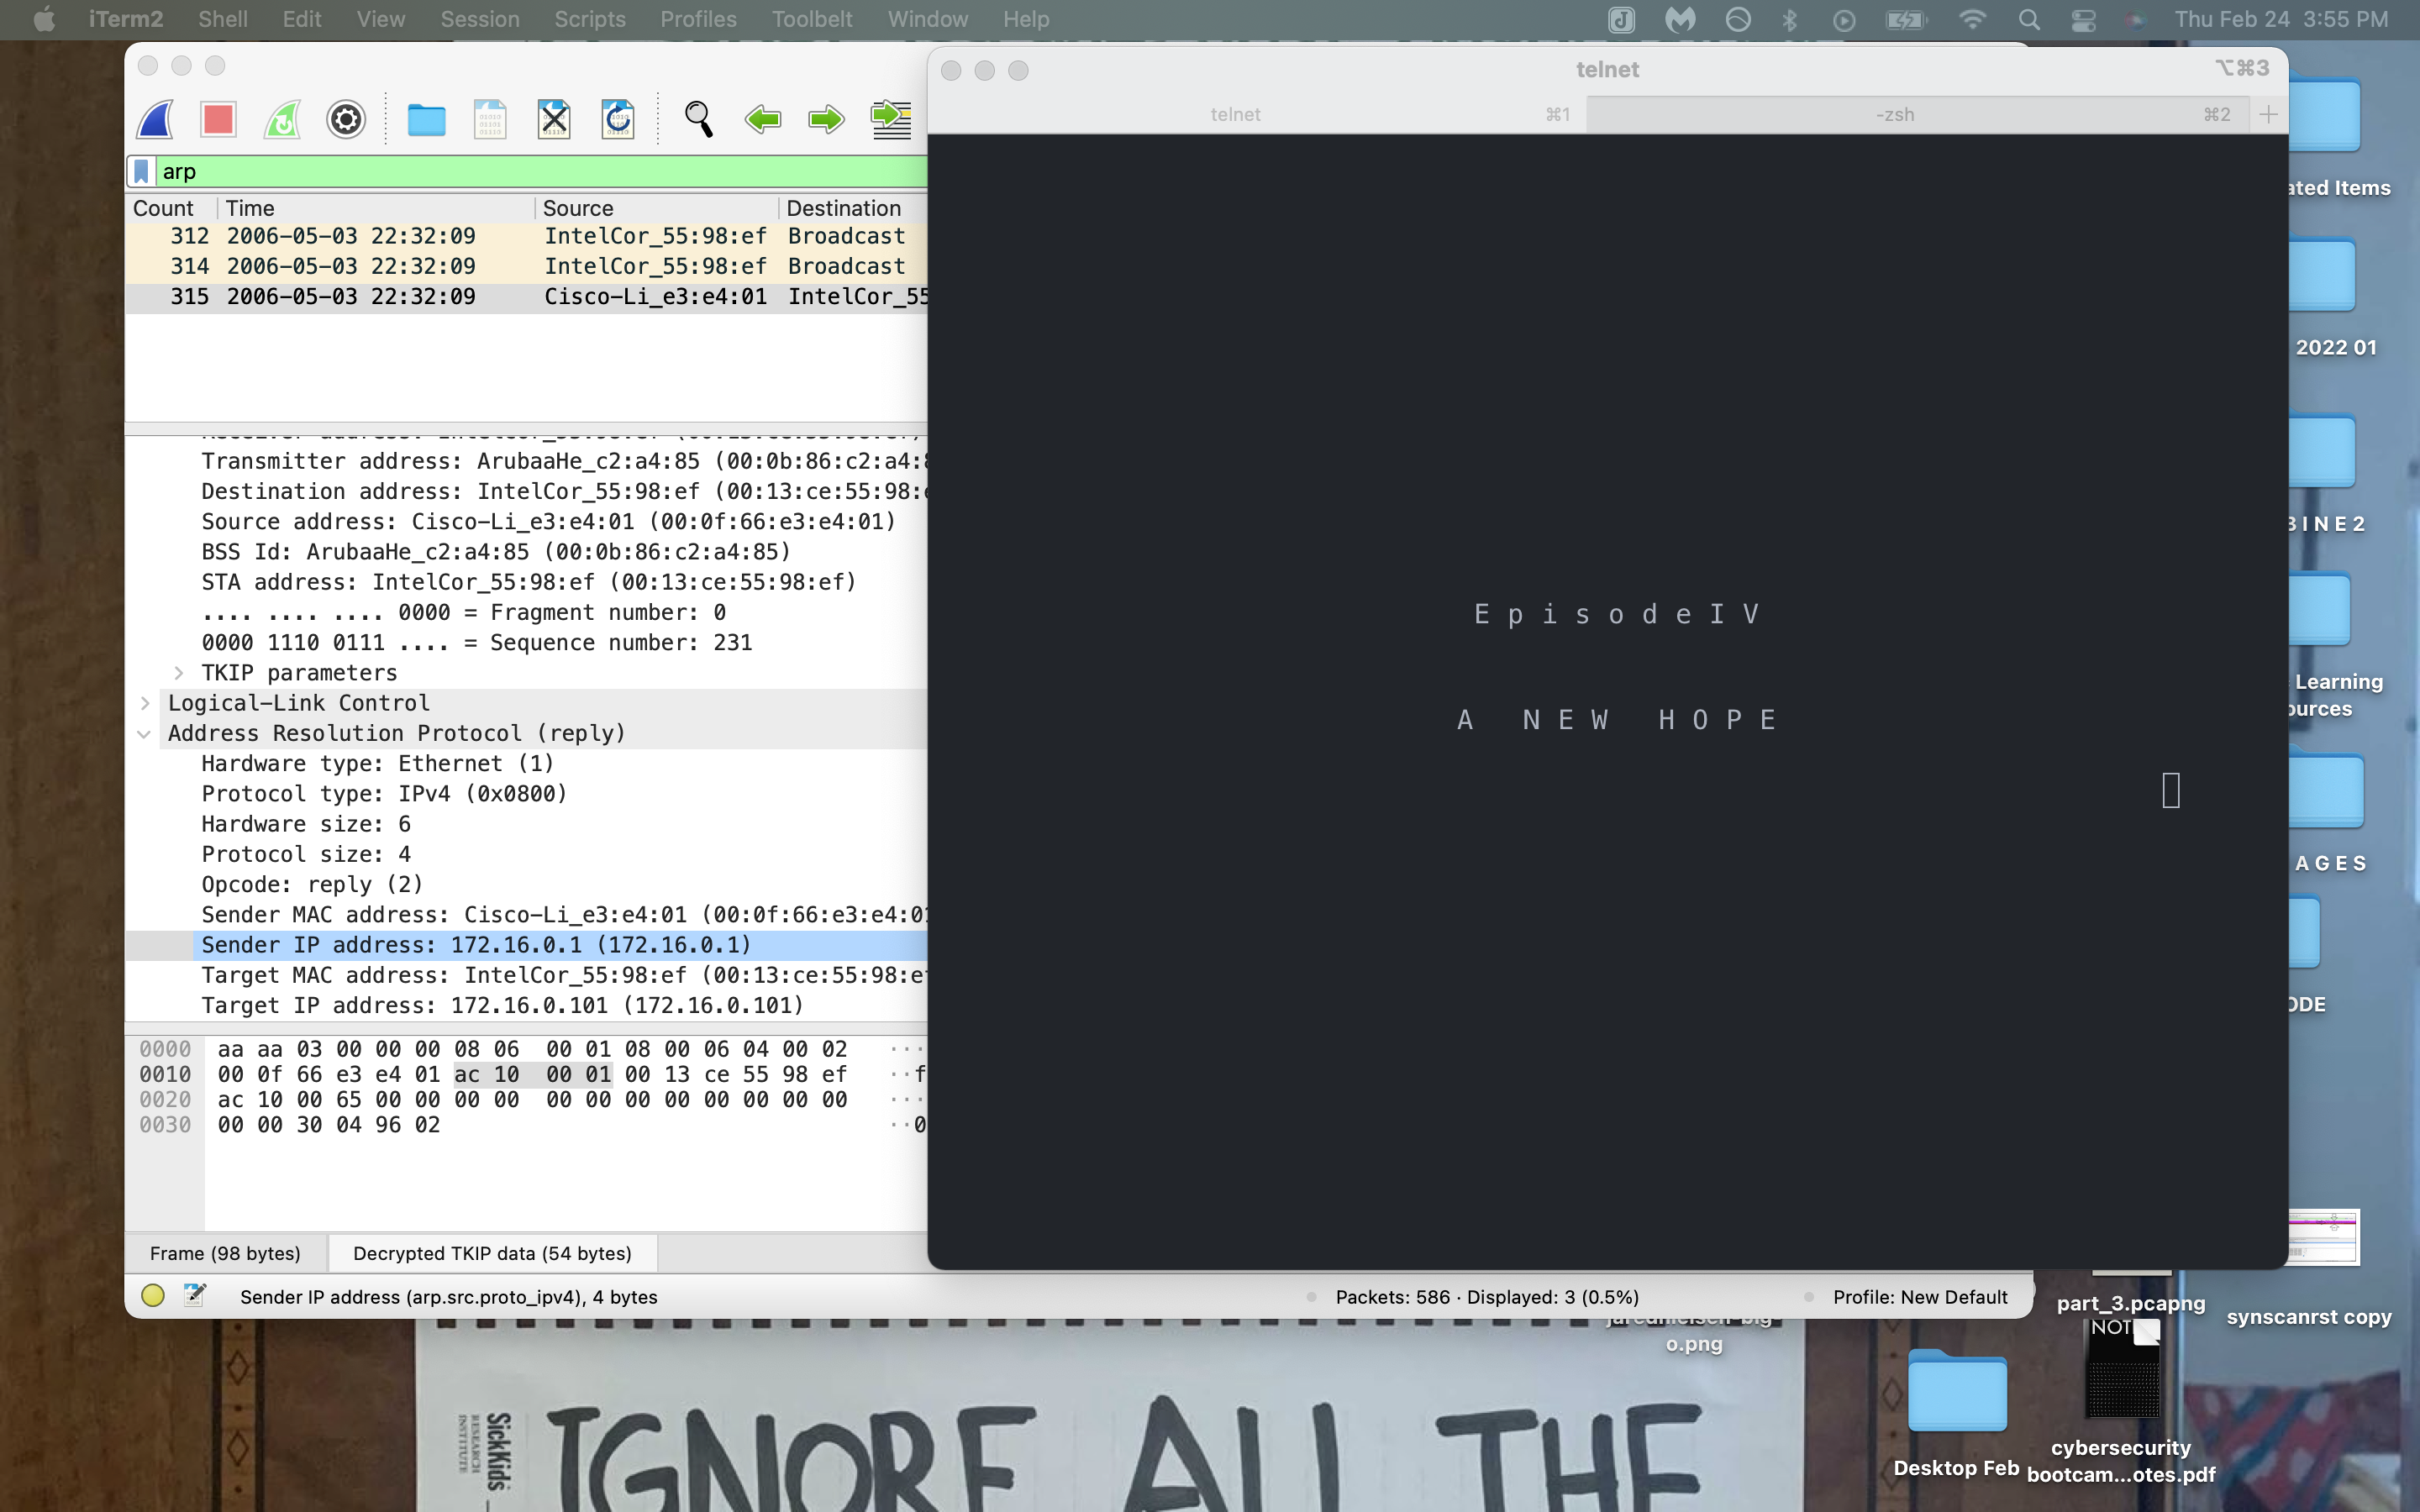 iTerm2 Shell Edit View Session Scripts Profiles Toolbelt Window Help Thu Feb 24 3:55 PM
telnet ⌥⌘3
telnet ⌘1 -zsh ⌘2
arp
Count Time Source Destination
312 2006-05-03 22:32:09 IntelCor_55:98:ef Broadcast
314 2006-05-03 22:32:09 IntelCor_55:98:ef Broadcast
315 2006-05-03 22:32:09 Cisco-Li_e3:e4:01 IntelCor_55
Transmitter address: ArubaaHe_c2:a4:85 (00:0b:86:c2:a4:8
Destination address: IntelCor_55:98:ef (00:13:ce:55:98:e
Source address: Cisco-Li_e3:e4:01 (00:0f:66:e3:e4:01)
BSS Id: ArubaaHe_c2:a4:85 (00:0b:86:c2:a4:85)
STA address: IntelCor_55:98:ef (00:13:ce:55:98:ef)
.... .... .... 0000 = Fragment number: 0
0000 1110 0111 .... = Sequence number: 231
TKIP parameters
Logical-Link Control
Address Resolution Protocol (reply)
Hardware type: Ethernet (1)
Protocol type: IPv4 (0x0800)
Hardware size: 6
Protocol size: 4
Opcode: reply (2)
Sender MAC address: Cisco-Li_e3:e4:01 (00:0f:66:e3:e4:01
Sender IP address: 172.16.0.1 (172.16.0.1)
Target MAC address: IntelCor_55:98:ef (00:13:ce:55:98:ef
Target IP address: 172.16.0.101 (172.16.0.101)
0000 aa aa 03 00 00 00 08 06 00 01 08 00 06 04 00 02 ···
0010 00 0f 66 e3 e4 01 ac 10 00 01 00 13 ce 55 98 ef ··f
0020 ac 10 00 65 00 00 00 00 00 00 00 00 00 00 00 00 ···
0030 00 00 30 04 96 02 ··0
Frame (98 bytes) Decrypted TKIP data (54 bytes)
Sender IP address (arp.src.proto_ipv4), 4 bytes Packets: 586 · Displayed: 3 (0.5%) Profile: New Default
E p i s o d e I V
A N E W H O P E
ated Items
2022 01
B I N E 2
Learning
ources
A G E S
ODE
part_3.pcapng
synscanrst copy
o.png
Desktop Feb
cybersecurity
bootcam...otes.pdf
SickKids
RESEARCH
INSTITUTE
IGNORE ALL THE